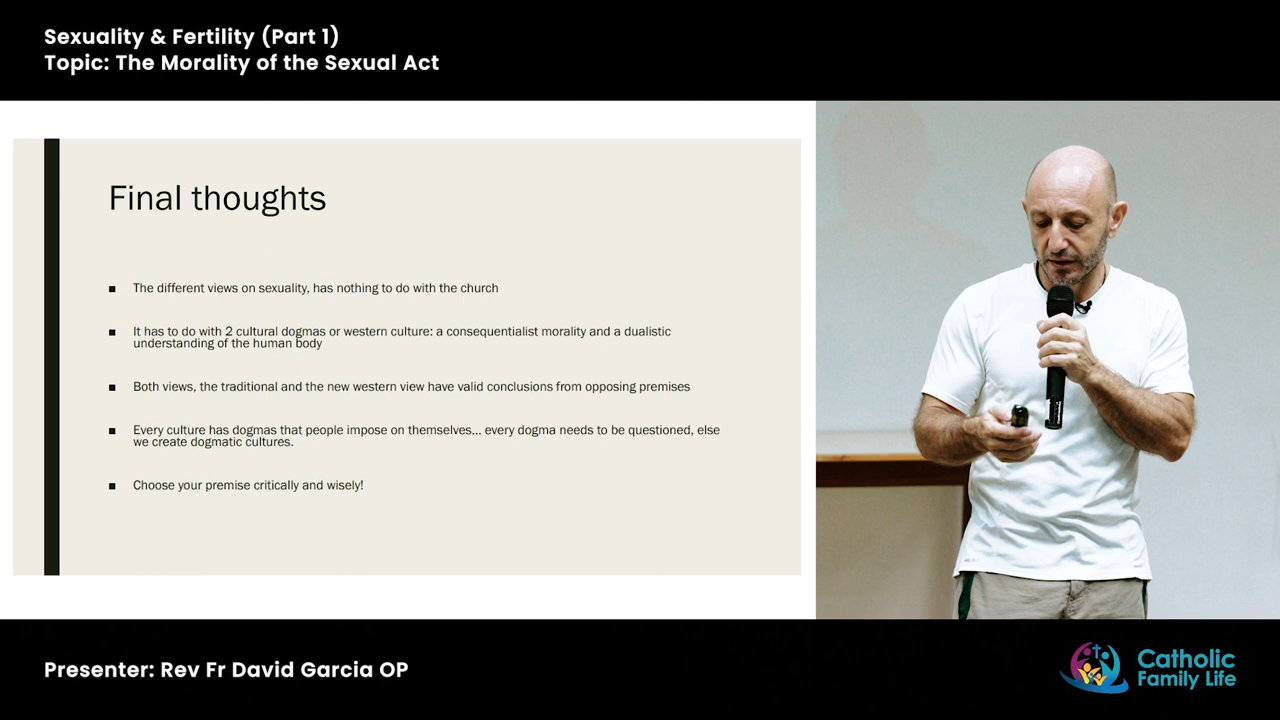 Sexuality & Fertility (Part 1)
Topic: The Morality of the Sexual Act
Final thoughts
The different views on sexuality, has nothing to do with the church
It has to do with 2 cultural dogmas or western culture: a consequentialist morality and a dualistic
understanding of the human body
Both views, the traditional and the new western view have valid conclusions from opposing premises
Every culture has dogmas that people impose on themselves... every dogma needs to be questioned, else
we create dogmatic cultures.
Choose your premise critically and wisely!
Presenter: Rev Fr David Garcia OP
Catholic
Family Life